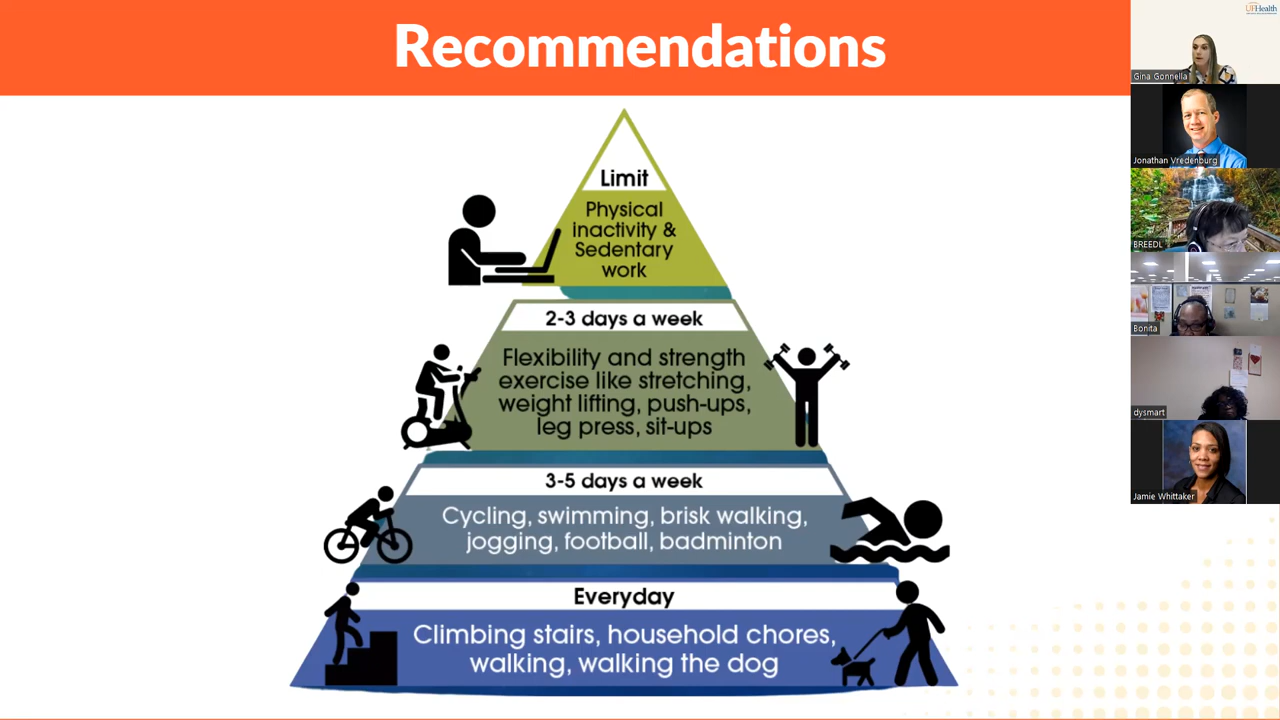 Recommendations
Limit
Physical
inactivity &
Sedentary
work
2-3 days a week
Flexibility and strength
exercise like stretching,
weight lifting, push-ups,
leg press, sit-ups
3-5 days a week
Cycling, swimming, brisk walking,
jogging, football, badminton
Everyday
Climbing stairs, household chores,
walking, walking the dog
UFHealth
Gina Gonnella
Jonathan Vredenburg
BREEDL
Bonita
dysmart
Jamie Whittaker